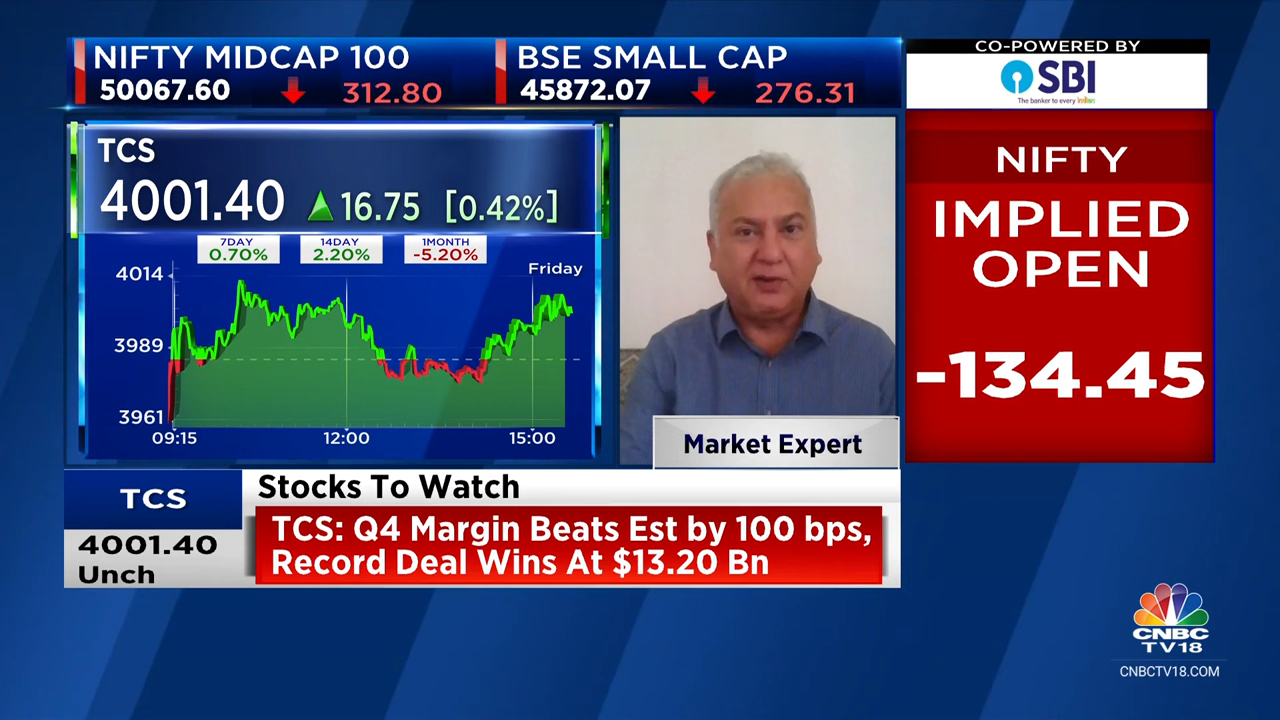 NIFTY MIDCAP 100
50067.60 312.80
BSE SMALL CAP
45872.07 276.31
CO-POWERED BY
SBI
The banker to every Indian
TCS
4001.40 16.75 [0.42%]
7DAY
0.70%
14DAY
2.20%
1MONTH
-5.20%
Friday
4014
3989
3961
09:15 12:00 15:00
Market Expert
NIFTY
IMPLIED
OPEN
-134.45
TCS
4001.40
Unch
Stocks To Watch
TCS: Q4 Margin Beats Est by 100 bps,
Record Deal Wins At $13.20 Bn
CNBC
TV18
CNBCTV18.COM